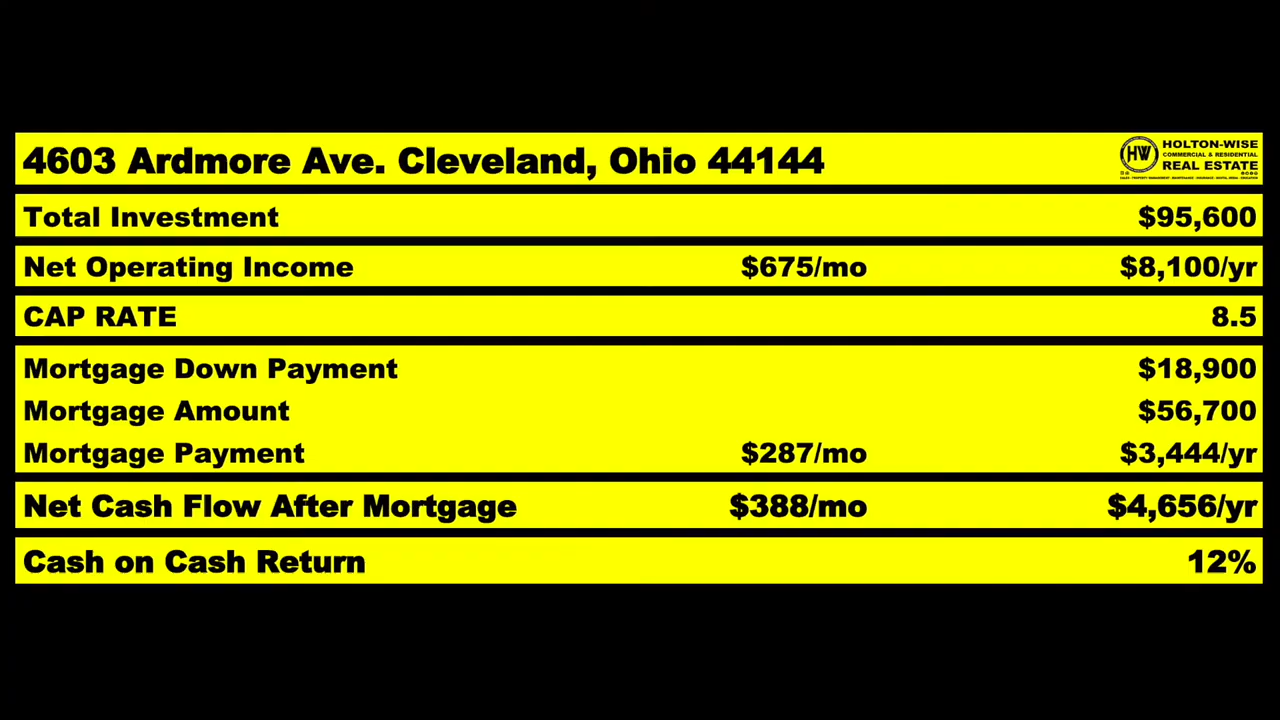 4603 Ardmore Ave. Cleveland, Ohio 44144
HW
HOLTON-WISE
COMMERCIAL & RESIDENTIAL
REAL ESTATE
Total Investment $95,600
Net Operating Income $675/mo $8,100/yr
CAP RATE 8.5
Mortgage Down Payment $18,900
Mortgage Amount $56,700
Mortgage Payment $287/mo $3,444/yr
Net Cash Flow After Mortgage $388/mo $4,656/yr
Cash on Cash Return 12%